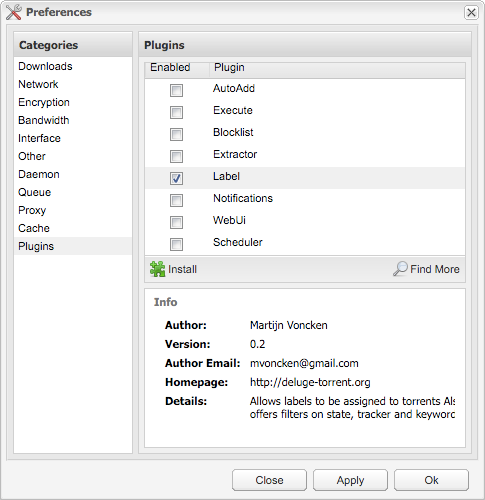 Preferences
Categories
Downloads
Network
Encryption
Bandwidth
Interface
Other
Daemon
Queue
Proxy
Cache
Plugins
Plugins
Enabled Plugin
AutoAdd
Execute
Blocklist
Extractor
Label
Notifications
WebUi
Scheduler
Install Find More
Info
Author: Martijn Voncken
Version: 0.2
Author Email: mvoncken@gmail.com
Homepage: http://deluge-torrent.org
Details: Allows labels to be assigned to torrents Als
offers filters on state, tracker and keyword
Close Apply Ok